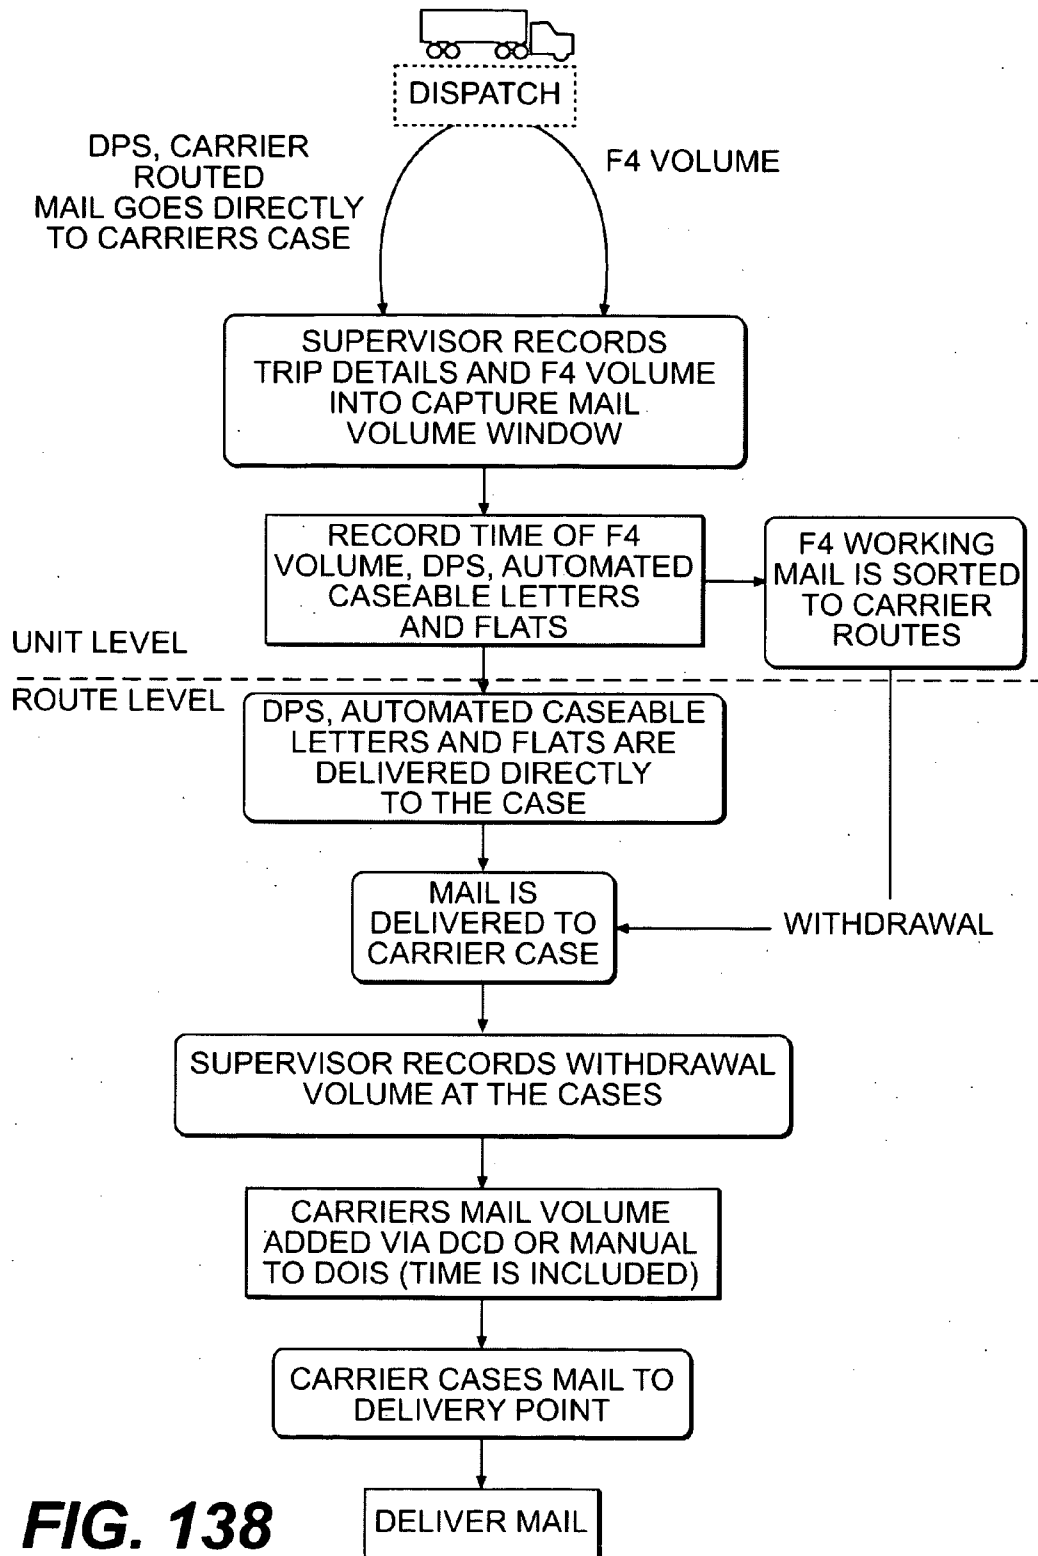 DISPATCH
DPS, CARRIER
ROUTED
MAIL GOES DIRECTLY
TO CARRIERS CASE
F4 VOLUME
SUPERVISOR RECORDS
TRIP DETAILS AND F4 VOLUME
INTO CAPTURE MAIL
VOLUME WINDOW
RECORD TIME OF F4
VOLUME, DPS, AUTOMATED
CASEABLE LETTERS
AND FLATS
F4 WORKING
MAIL IS SORTED
TO CARRIER
ROUTES
UNIT LEVEL
ROUTE LEVEL
DPS, AUTOMATED CASEABLE
LETTERS AND FLATS ARE
DELIVERED DIRECTLY
TO THE CASE
MAIL IS
DELIVERED TO
CARRIER CASE
WITHDRAWAL
SUPERVISOR RECORDS WITHDRAWAL
VOLUME AT THE CASES
CARRIERS MAIL VOLUME
ADDED VIA DCD OR MANUAL
TO DOIS (TIME IS INCLUDED)
CARRIER CASES MAIL TO
DELIVERY POINT
DELIVER MAIL
FIG. 138